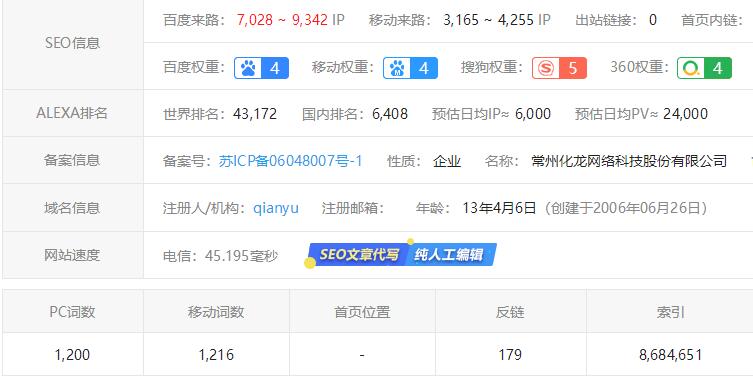 SEO信息
百度来路： 7,028 ~ 9,342 IP 移动来路： 3,165 ~ 4,255 IP 出站链接： 0 首页内链：
百度权重： 4 移动权重： 4 搜狗权重： 5 360权重： 4
ALEXA排名 世界排名：43,172 国内排名：6,408 预估日均IP≈ 6,000 预估日均PV≈ 24,000
备案信息 备案号：苏ICP备06048007号-1 性质： 企业 名称： 常州化龙网络科技股份有限公司
域名信息 注册人/机构：qianyu 注册邮箱： 年龄： 13年4月6日（创建于2006年06月26日）
网站速度 电信：45.195毫秒 SEO文章代写 纯人工编辑
PC词数 移动词数 首页位置 反链 索引
1,200 1,216 - 179 8,684,651